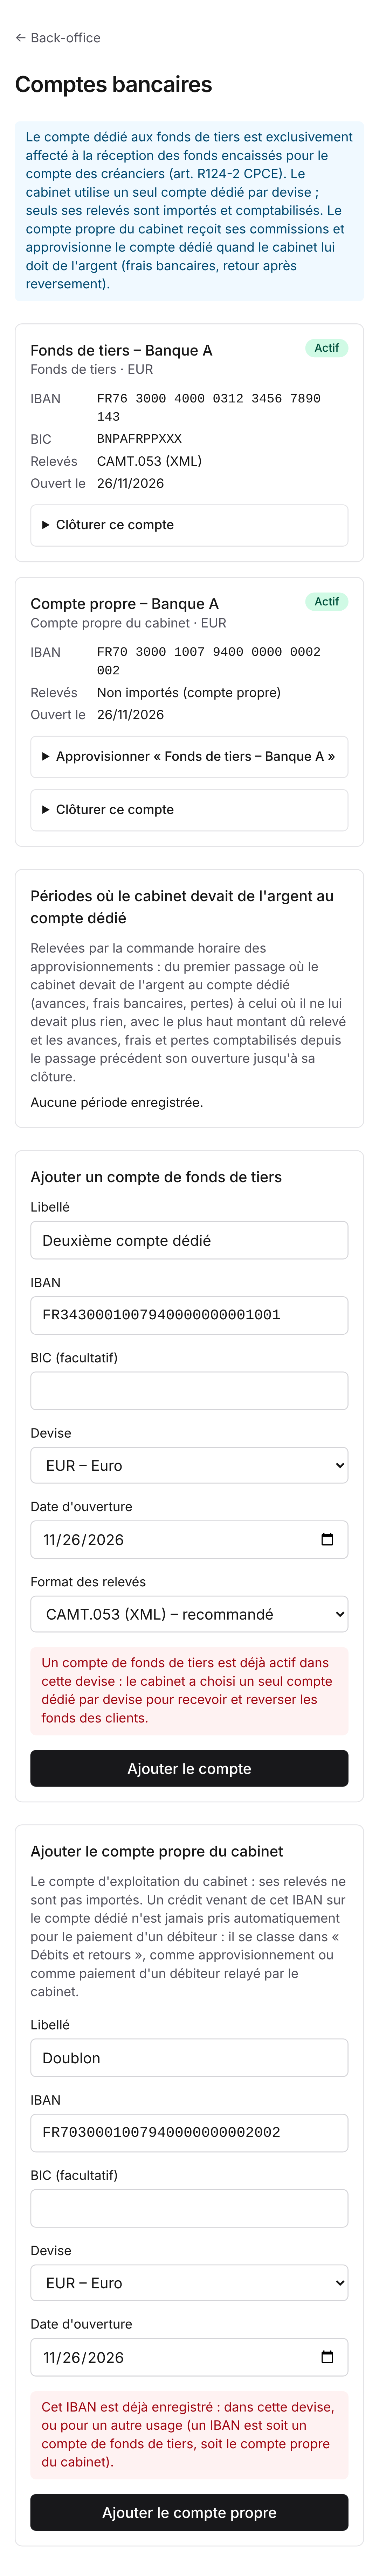 ← Back-office
Comptes bancaires
Le compte dédié aux fonds de tiers est exclusivement
affecté à la réception des fonds encaissés pour le
compte des créanciers (art. R124-2 CPCE). Le
cabinet utilise un seul compte dédié par devise ;
seuls ses relevés sont importés et comptabilisés. Le
compte propre du cabinet reçoit ses commissions et
approvisionne le compte dédié quand le cabinet lui
doit de l'argent (frais bancaires, retour après
reversement).
Fonds de tiers – Banque A
Actif
Fonds de tiers · EUR
IBAN FR76 3000 4000 0312 3456 7890
143
BIC BNPAFRPPXXX
Relevés CAMT.053 (XML)
Ouvert le 26/11/2026
▶ Clôturer ce compte
Compte propre – Banque A
Actif
Compte propre du cabinet · EUR
IBAN FR70 3000 1007 9400 0000 0002
002
Relevés Non importés (compte propre)
Ouvert le 26/11/2026
▶ Approvisionner « Fonds de tiers – Banque A »
▶ Clôturer ce compte
Périodes où le cabinet devait de l'argent au
compte dédié
Relevées par la commande horaire des
approvisionnements : du premier passage où le
cabinet devait de l'argent au compte dédié
(avances, frais bancaires, pertes) à celui où il ne lui
devait plus rien, avec le plus haut montant dû relevé
et les avances, frais et pertes comptabilisés depuis
le passage précédent son ouverture jusqu'à sa
clôture.
Aucune période enregistrée.
Ajouter un compte de fonds de tiers
Libellé
Deuxième compte dédié
IBAN
FR3430001007940000000001001
BIC (facultatif)
Devise
EUR – Euro
Date d'ouverture
11/26/2026
Format des relevés
CAMT.053 (XML) – recommandé
Un compte de fonds de tiers est déjà actif dans
cette devise : le cabinet a choisi un seul compte
dédié par devise pour recevoir et reverser les
fonds des clients.
Ajouter le compte
Ajouter le compte propre du cabinet
Le compte d'exploitation du cabinet : ses relevés ne
sont pas importés. Un crédit venant de cet IBAN sur
le compte dédié n'est jamais pris automatiquement
pour le paiement d'un débiteur : il se classe dans «
Débits et retours », comme approvisionnement ou
comme paiement d'un débiteur relayé par le
cabinet.
Libellé
Doublon
IBAN
FR7030001007940000000002002
BIC (facultatif)
Devise
EUR – Euro
Date d'ouverture
11/26/2026
Cet IBAN est déjà enregistré : dans cette devise,
ou pour un autre usage (un IBAN est soit un
compte de fonds de tiers, soit le compte propre
du cabinet).
Ajouter le compte propre